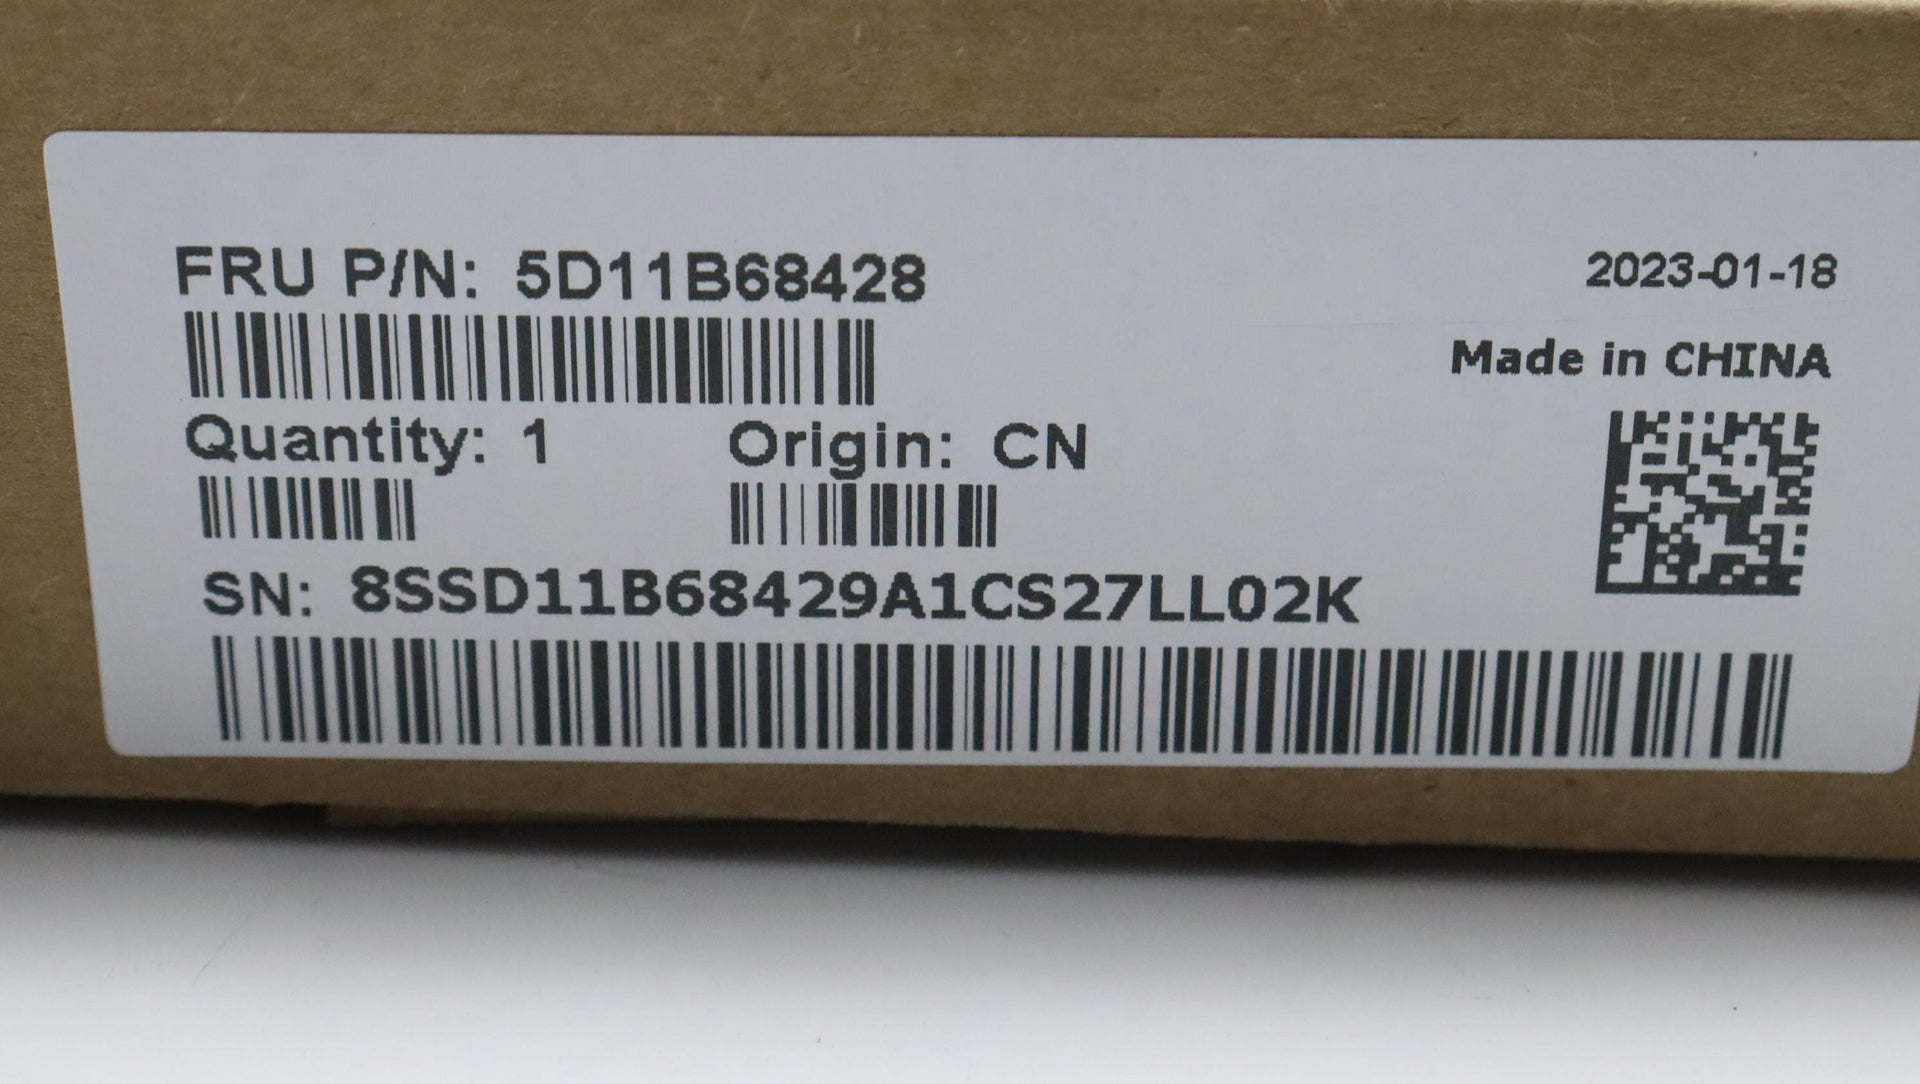 FRU P/N: 5D11B68428
2023-01-18
Made in CHINA
Quantity: 1
Origin: CN
SN: 8SSD11B68429A1CS27LL02K